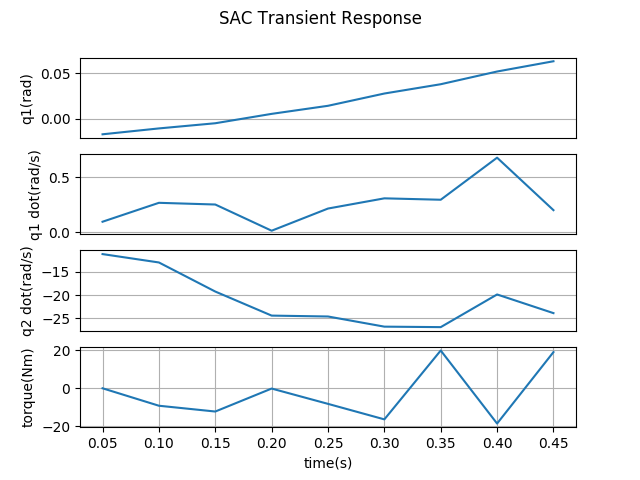 SAC Transient Response
0.05
0.00
q1(rad)
0.5
0.0
q1 dot(rad/s)
−15
−20
−25
q2 dot(rad/s)
20
0
−20
torque(Nm)
0.05 0.10 0.15 0.20 0.25 0.30 0.35 0.40 0.45
time(s)